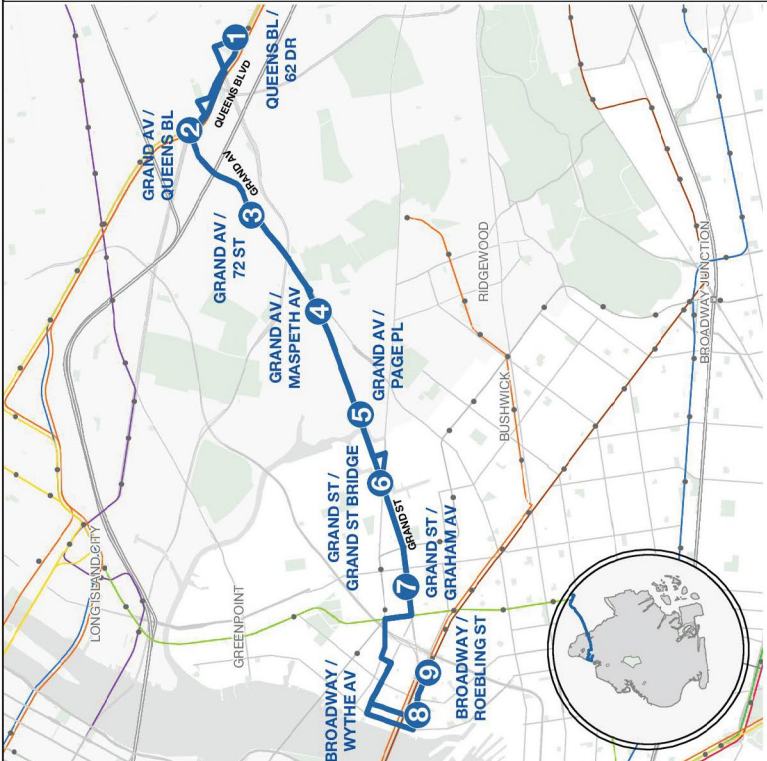 1
QUEENS BL /
62 DR
QUEENS BLVD
2
GRAND AV /
QUEENS BL
GRAND AV
3
GRAND AV /
72 ST
4
GRAND AV /
MASPETH AV
5
GRAND AV /
PAGE PL
6
GRAND ST /
GRAND ST BRIDGE
GRAND ST
7
GRAND ST /
GRAHAM AV
8
BROADWAY /
WYTHE AV
9
BROADWAY /
ROEBLING ST
LONG ISLAND CITY
GREENPOINT
RIDGEWOOD
BUSHWICK
BROADWAY JUNCTION